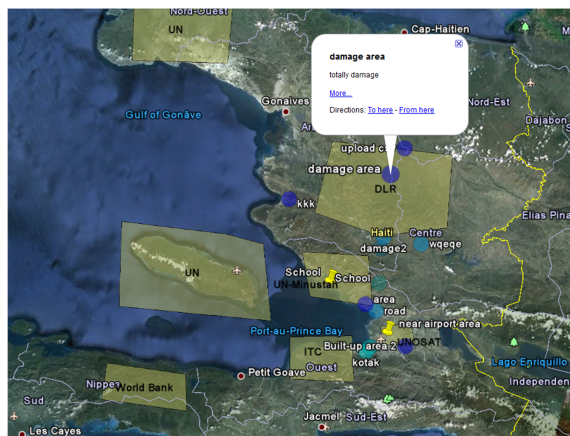 Nord-Ouest
UN
Cap-Haitien
damage area
totally damage
More...
Directions: To here - From here
Gonaives
Nord-Est
Gulf of Gonâve
Dajabon
upload c
damage area
DLR
kkk
Elias Pina
Haiti
Centre
damage2
wqeqe
UN
School
School
UN-Minustah
area
road
near airport area
Port-au-Prince Bay
Built-up area 2
UNOSAT
ITC
Ouest
kotak
Lago Enriquillo
Petit Goave
Nippes
World Bank
Independen
Sud
Jacmel
Sud-Est
Les Cayes